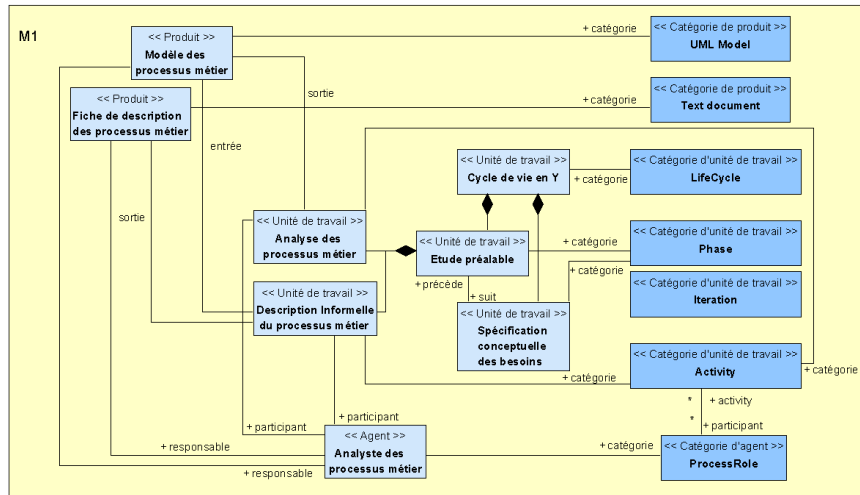 M1
<< Produit >>
Modèle des
processus métier
+ catégorie
<< Catégorie de produit >>
UML Model
<< Produit >>
Fiche de description
des processus métier
sortie
+ catégorie
<< Catégorie de produit >>
Text document
entrée
<< Unité de travail >>
Cycle de vie en Y
+ catégorie
<< Catégorie d'unité de travail >>
LifeCycle
sortie
<< Unité de travail >>
Analyse des
processus métier
<< Unité de travail >>
Etude préalable
+ catégorie
<< Catégorie d'unité de travail >>
Phase
+ catégorie
+ précède
+ suit
<< Catégorie d'unité de travail >>
Iteration
<< Unité de travail >>
Description Informelle
du processus métier
<< Unité de travail >>
Spécification
conceptuelle
des besoins
<< Catégorie d'unité de travail >>
Activity
+ catégorie
+ catégorie
* + activity
*
+ participant
+ participant
+ participant
<< Agent >>
Analyste des
processus métier
+ responsable
+ responsable
+ catégorie
<< Catégorie d'agent >>
ProcessRole